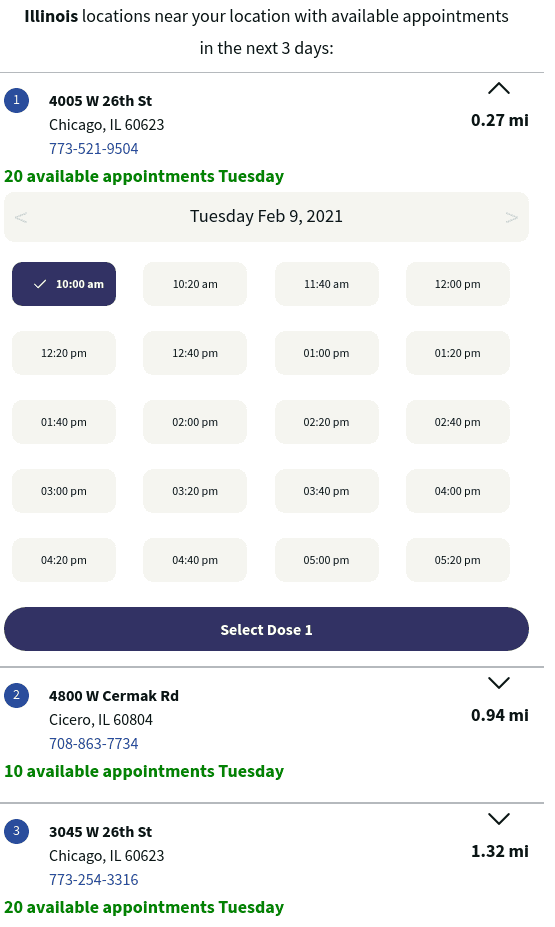 Illinois locations near your location with available appointments
in the next 3 days:
1
4005 W 26th St
Chicago, IL 60623
773-521-9504
0.27 mi
20 available appointments Tuesday
< Tuesday Feb 9, 2021 >
10:00 am 10:20 am 11:40 am 12:00 pm
12:20 pm 12:40 pm 01:00 pm 01:20 pm
01:40 pm 02:00 pm 02:20 pm 02:40 pm
03:00 pm 03:20 pm 03:40 pm 04:00 pm
04:20 pm 04:40 pm 05:00 pm 05:20 pm
Select Dose 1
2
4800 W Cermak Rd
Cicero, IL 60804
708-863-7734
0.94 mi
10 available appointments Tuesday
3
3045 W 26th St
Chicago, IL 60623
773-254-3316
1.32 mi
20 available appointments Tuesday